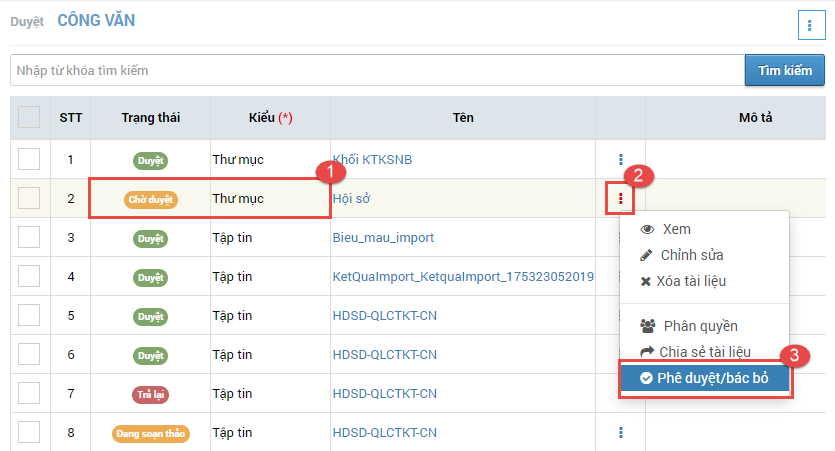 Duyệt CÔNG VĂN
Nhập từ khóa tìm kiếm Tìm kiếm
STT Trạng thái Kiểu (*) Tên Mô tả
1 Duyệt Thư mục Khối KTKSNB
1 2
2 Chờ duyệt Thư mục Hội sở
3 Duyệt Tập tin Bieu_mau_import Xem
4 Duyệt Tập tin KetQuaImport_KetquaImport_175323052019 Chỉnh sửa
Xóa tài liệu
5 Duyệt Tập tin HDSD-QLCTKT-CN Phân quyền
6 Duyệt Tập tin HDSD-QLCTKT-CN Chia sẻ tài liệu
3
7 Trả lại Tập tin HDSD-QLCTKT-CN Phê duyệt/bác bỏ
8 Đang soạn thảo Tập tin HDSD-QLCTKT-CN